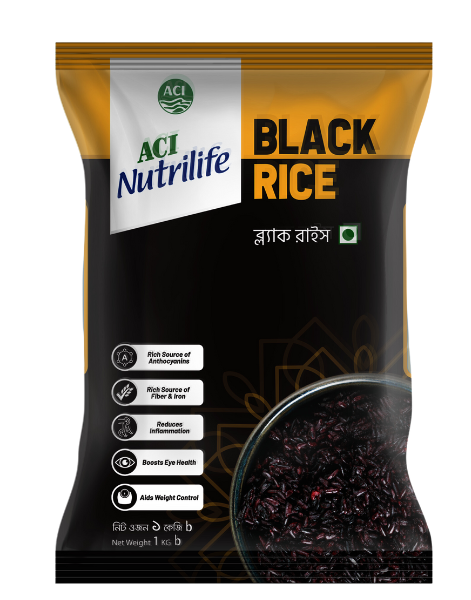 ACI
ACI
Nutrilife
BLACK
RICE
ব্ল্যাক রাইস
A
Rich Source of
Anthocyanins
Rich Source of
Fiber & Iron
Reduces
Inflammation
Boosts Eye Health
Aids Weight Control
নিট ওজন ১ কেজি b
Net Weight 1 KG b